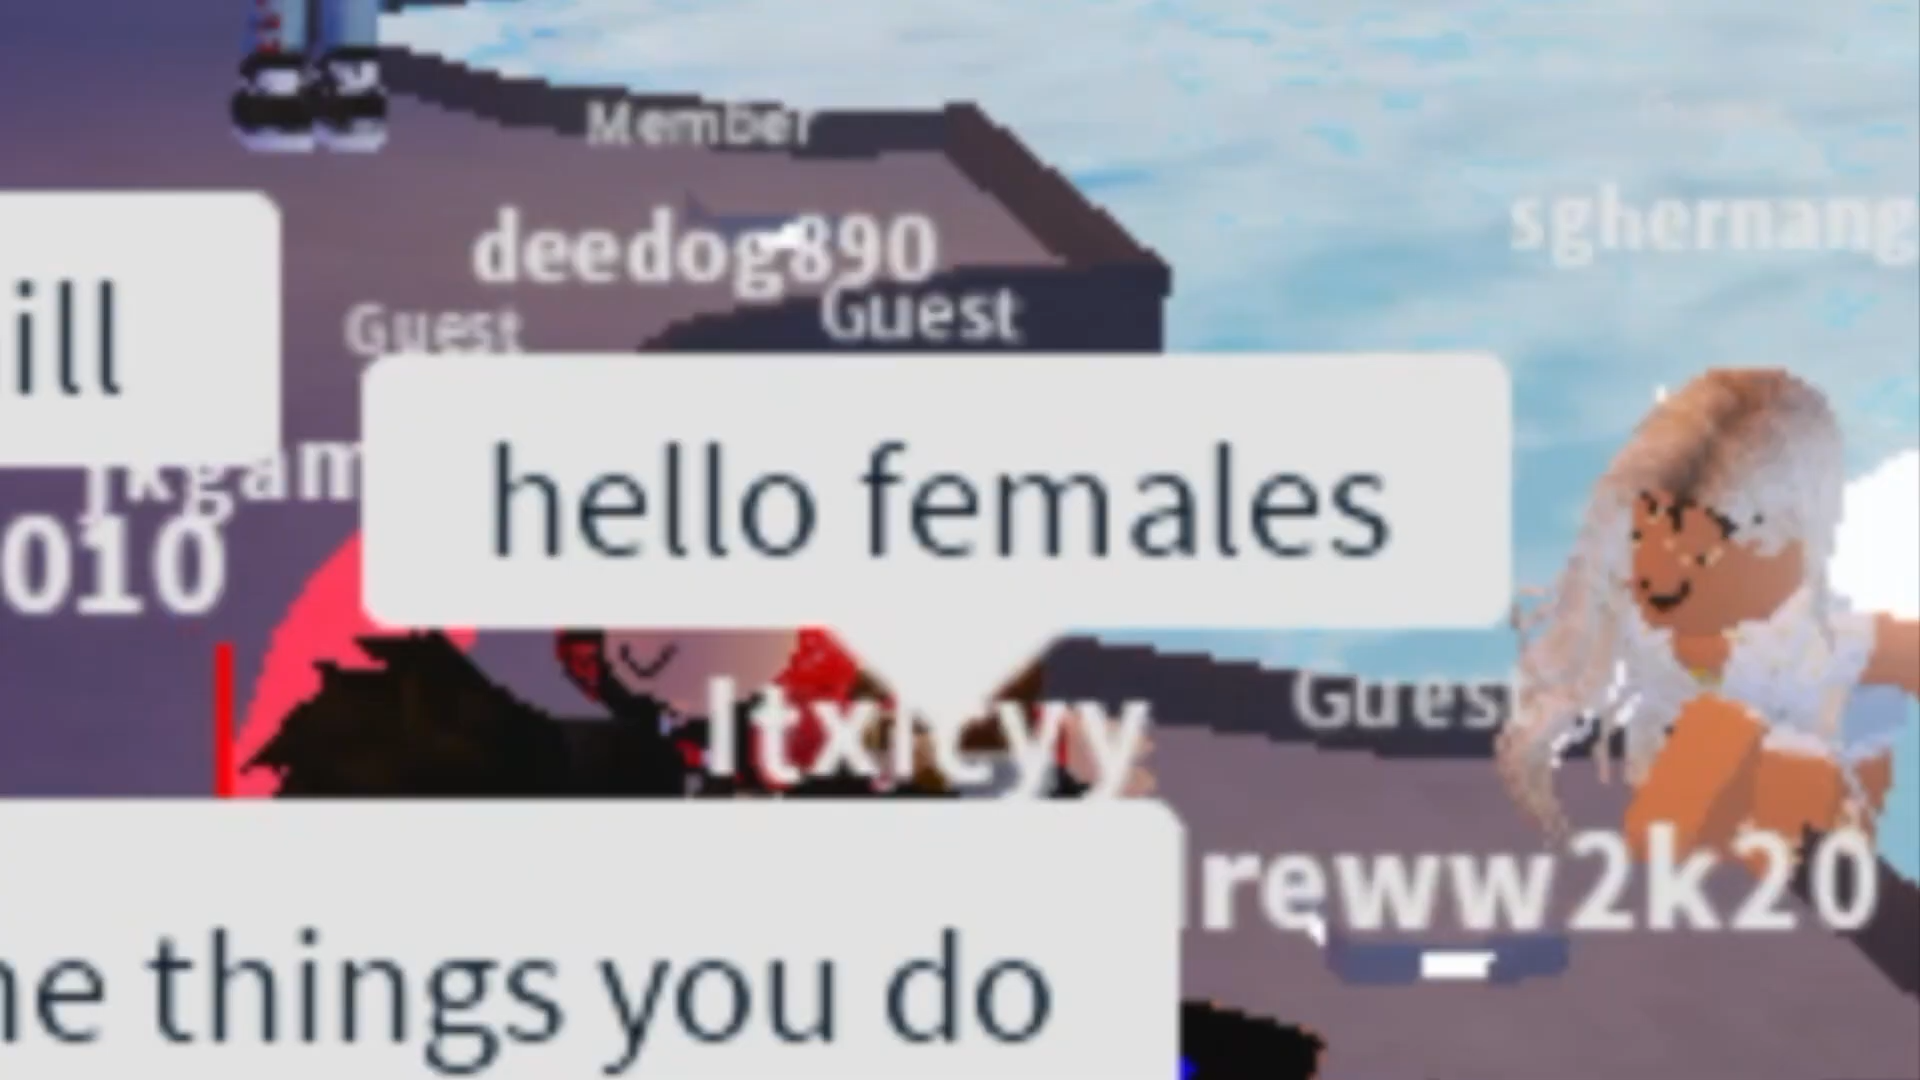 Member
deedog890
sghernang
Guest
Guest
ill
hello females
010
Guest
reww2k20
things you do